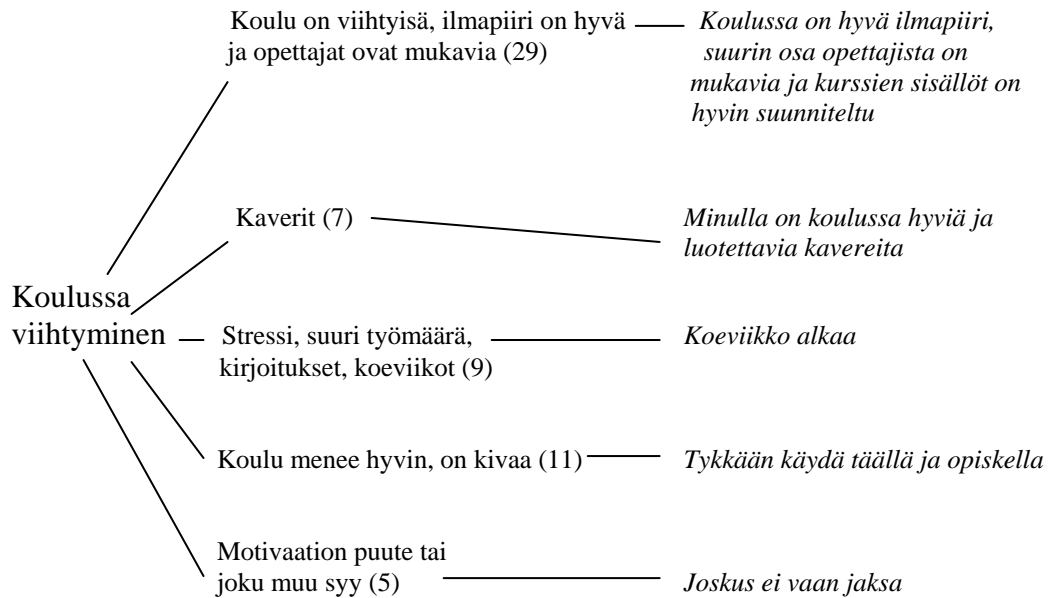 Koulu on viihtyisä, ilmapiiri on hyvä
ja opettajat ovat mukavia (29)
Koulussa on hyvä ilmapiiri,
suurin osa opettajista on
mukavia ja kurssien sisällöt on
hyvin suunniteltu
Kaverit (7)
Minulla on koulussa hyviä ja
luotettavia kavereita
Koulussa
viihtyminen
Stressi, suuri työmäärä,
kirjoitukset, koeviikot (9)
Koeviikko alkaa
Koulu menee hyvin, on kivaa (11)
Tykkään käydä täällä ja opiskella
Motivaation puute tai
joku muu syy (5)
Joskus ei vaan jaksa